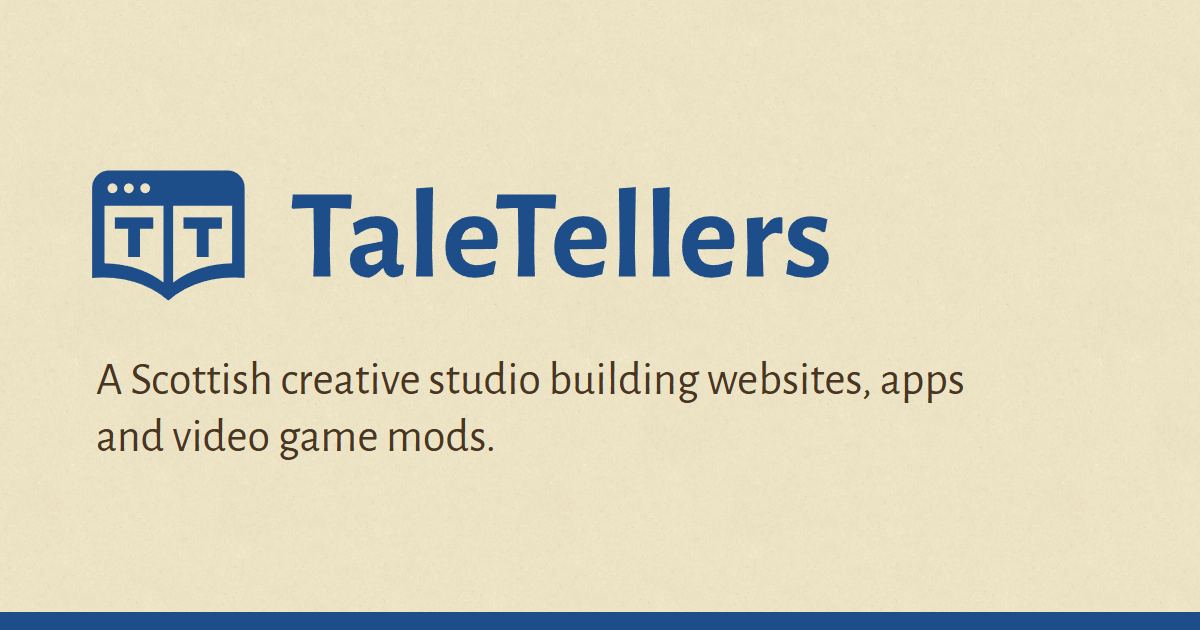 TT TaleTellers
A Scottish creative studio building websites, apps
and video game mods.